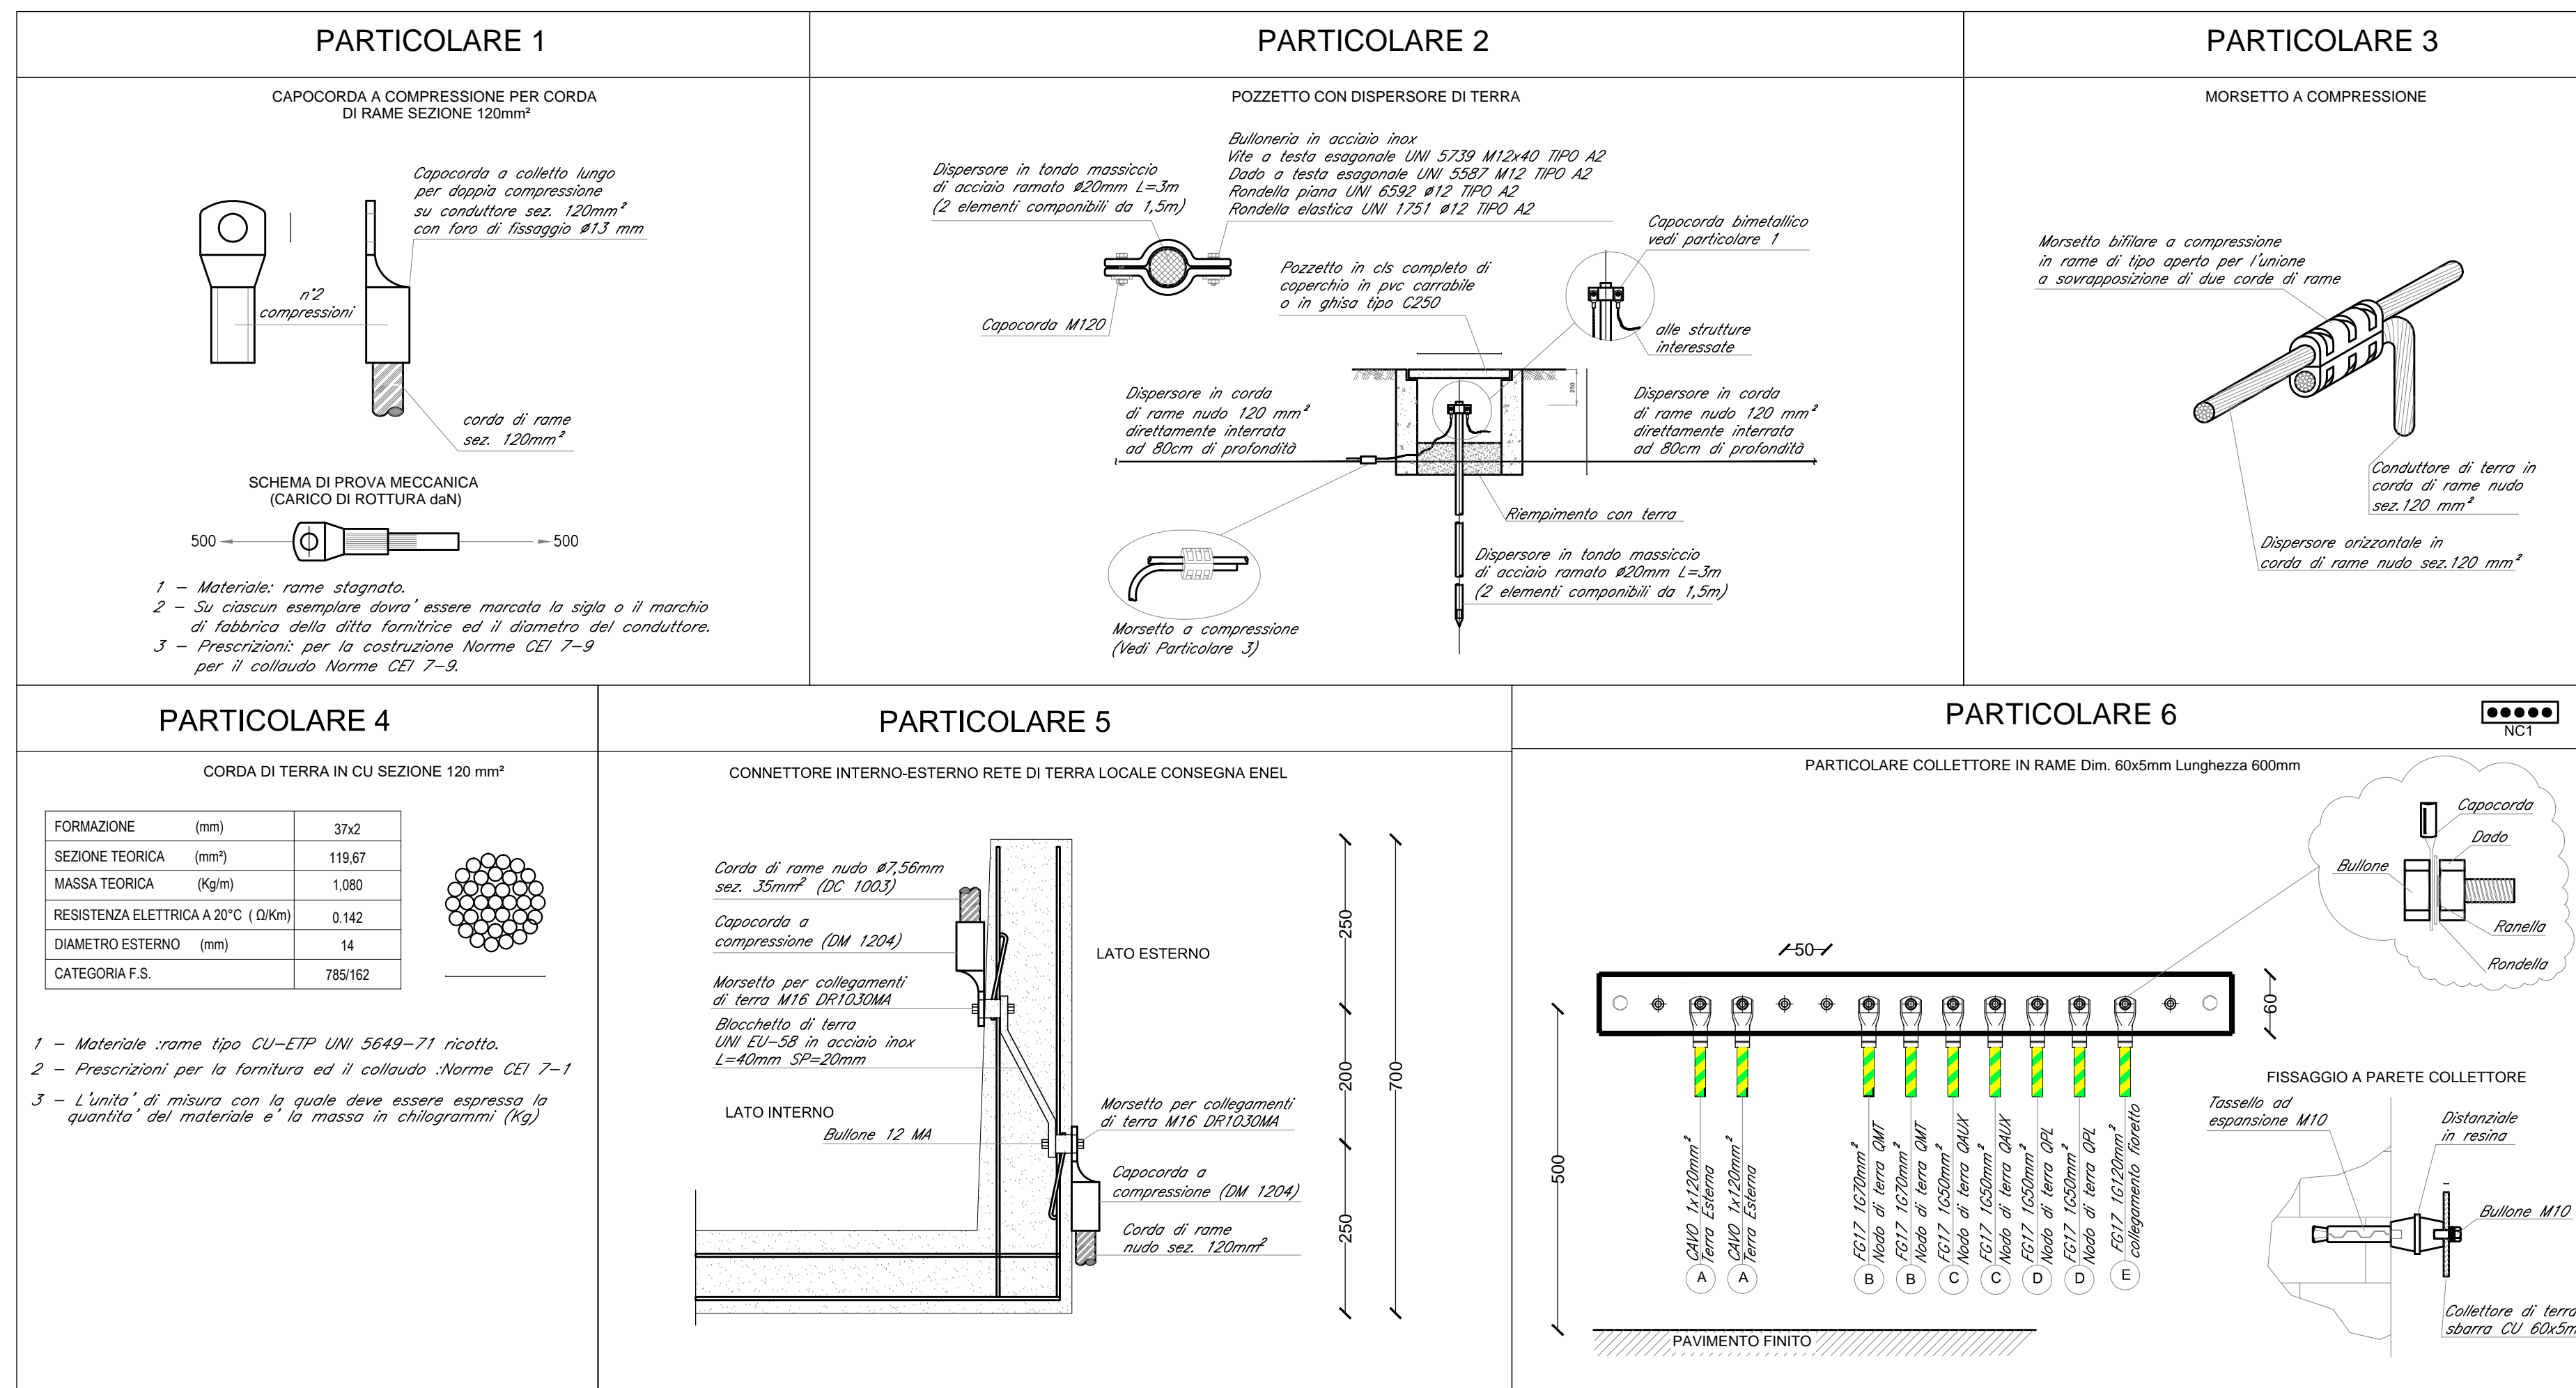 PARTICOLARE 1
CAPOCORDA A COMPRESSIONE PER CORDA
DI RAME SEZIONE 120mm²
Capocorda a colletto lungo
per doppia compressione
su conduttore sez. 120mm²
con foro di fissaggio ø13 mm
n°2
compressioni
corda di rame
sez. 120mm²
SCHEMA DI PROVA MECCANICA
(CARICO DI ROTTURA daN)
500
500
1 – Materiale: rame stagnato.
2 – Su ciascun esemplare dovra' essere marcata la sigla o il marchio
di fabbrica della ditta fornitrice ed il diametro del conduttore.
3 – Prescrizioni: per la costruzione Norme CEI 7–9
per il collaudo Norme CEI 7–9.
PARTICOLARE 2
POZZETTO CON DISPERSORE DI TERRA
Dispersore in tondo massiccio
di acciaio ramato ø20mm L=3m
(2 elementi componibili da 1,5m)
Bulloneria in acciaio inox
Vite a testa esagonale UNI 5739 M12x40 TIPO A2
Dado a testa esagonale UNI 5587 M12 TIPO A2
Rondella piana UNI 6592 ø12 TIPO A2
Rondella elastica UNI 1751 ø12 TIPO A2
Capocorda M120
Pozzetto in cls completo di
coperchio in pvc carrabile
o in ghisa tipo C250
Capocorda bimetallico
vedi particolare 1
alle strutture
interessate
250
Dispersore in corda
di rame nudo 120 mm²
direttamente interrata
ad 80cm di profondità
Dispersore in corda
di rame nudo 120 mm²
direttamente interrata
ad 80cm di profondità
Riempimento con terra
Dispersore in tondo massiccio
di acciaio ramato ø20mm L=3m
(2 elementi componibili da 1,5m)
Morsetto a compressione
(Vedi Particolare 3)
PARTICOLARE 3
MORSETTO A COMPRESSIONE
Morsetto bifilare a compressione
in rame di tipo aperto per l'unione
a sovrapposizione di due corde di rame
Conduttore di terra in
corda di rame nudo
sez.120 mm²
Dispersore orizzontale in
corda di rame nudo sez.120 mm²
PARTICOLARE 4
CORDA DI TERRA IN CU SEZIONE 120 mm²
FORMAZIONE (mm) 37x2
SEZIONE TEORICA (mm²) 119,67
MASSA TEORICA (Kg/m) 1,080
RESISTENZA ELETTRICA A 20°C ( Ω/Km) 0.142
DIAMETRO ESTERNO (mm) 14
CATEGORIA F.S. 785/162
1 – Materiale :rame tipo CU–ETP UNI 5649–71 ricotto.
2 – Prescrizioni per la fornitura ed il collaudo :Norme CEI 7–1
3 – L'unita' di misura con la quale deve essere espressa la
quantita' del materiale e' la massa in chilogrammi (Kg)
PARTICOLARE 5
CONNETTORE INTERNO-ESTERNO RETE DI TERRA LOCALE CONSEGNA ENEL
Corda di rame nudo ø7,56mm
sez. 35mm² (DC 1003)
Capocorda a
compressione (DM 1204)
Morsetto per collegamenti
di terra M16 DR1030MA
Blocchetto di terra
UNI EU–58 in acciaio inox
L=40mm SP=20mm
LATO INTERNO
Bullone 12 MA
LATO ESTERNO
Morsetto per collegamenti
di terra M16 DR1030MA
Capocorda a
compressione (DM 1204)
Corda di rame
nudo sez. 120mm²
250
200
250
700
PARTICOLARE 6
NC1
PARTICOLARE COLLETTORE IN RAME Dim. 60x5mm Lunghezza 600mm
Capocorda
Dado
Bullone
Ranella
Rondella
50
60
500
CAVO 1x120mm²
Terra Esterna
A
CAVO 1x120mm²
Terra Esterna
A
FG17 1G70mm²
Nodo di terra QMT
B
FG17 1G70mm²
Nodo di terra QMT
B
FG17 1G50mm²
Nodo di terra QAUX
C
FG17 1G50mm²
Nodo di terra QAUX
C
FG17 1G50mm²
Nodo di terra QPL
D
FG17 1G50mm²
Nodo di terra QPL
D
FG17 1G120mm²
collegamento fioretto
E
PAVIMENTO FINITO
FISSAGGIO A PARETE COLLETTORE
Tassello ad
espansione M10
Distanziale
in resina
Bullone M10
Collettore di terra
sbarra CU 60x5m